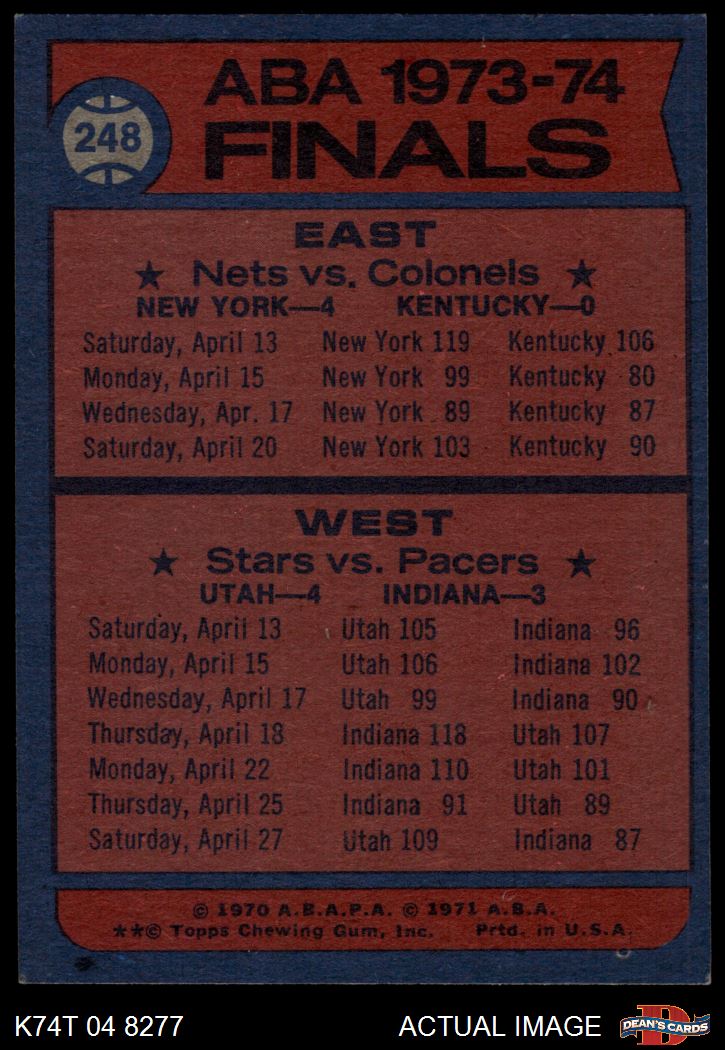 248
ABA 1973-74
FINALS
EAST
★ Nets vs. Colonels ★
NEW YORK—4 KENTUCKY—0
Saturday, April 13 New York 119 Kentucky 106
Monday, April 15 New York 99 Kentucky 80
Wednesday, Apr. 17 New York 89 Kentucky 87
Saturday, April 20 New York 103 Kentucky 90
WEST
★ Stars vs. Pacers ★
UTAH—4 INDIANA—3
Saturday, April 13 Utah 105 Indiana 96
Monday, April 15 Utah 106 Indiana 102
Wednesday, April 17 Utah 99 Indiana 90
Thursday, April 18 Indiana 118 Utah 107
Monday, April 22 Indiana 110 Utah 101
Thursday, April 25 Indiana 91 Utah 89
Saturday, April 27 Utah 109 Indiana 87
© 1970 A.B.A.P.A. © 1971 A.B.A.
★★© Topps Chewing Gum, Inc. Prtd. in U.S.A.
K74T 04 8277 ACTUAL IMAGE D DEAN'S CARDS